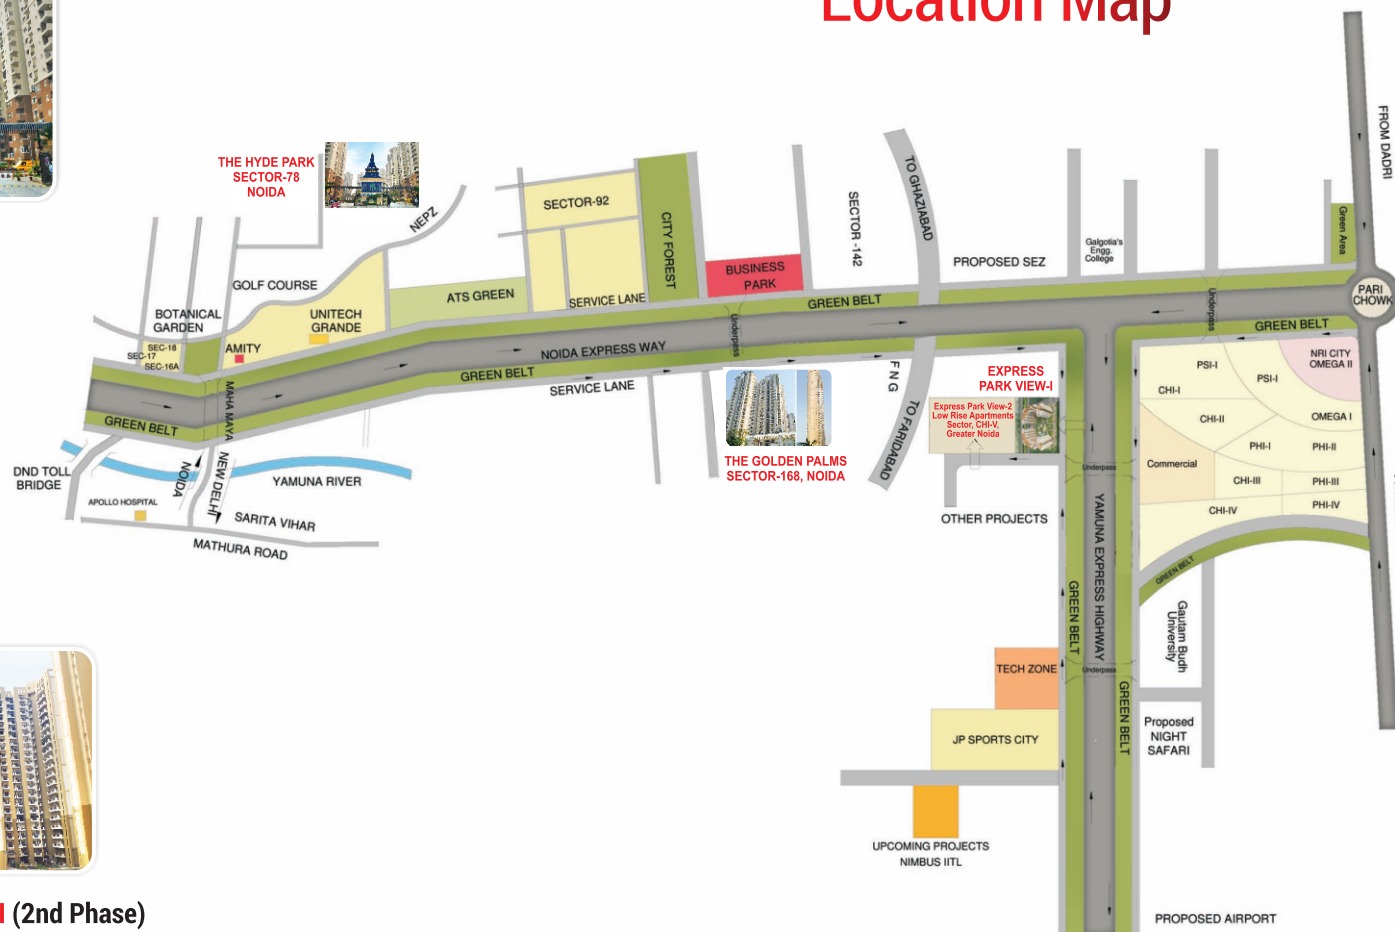 Location Map
THE HYDE PARK
SECTOR-78
NOIDA
NEPZ
SECTOR-92
CITY FOREST
BUSINESS
PARK
SECTOR -142
TO GHAZIABAD
PROPOSED SEZ
Galgotia's
Engg.
College
Green Area
FROM DADRI
PARI
CHOWK
GOLF COURSE
BOTANICAL
GARDEN
UNITECH
GRANDE
ATS GREEN
SERVICE LANE
GREEN BELT
Underpass
GREEN BELT
SEC-18
SEC-17
SEC-16A
AMITY
NOIDA EXPRESS WAY
Underpass
GREEN BELT
SERVICE LANE
GREEN BELT
MAHA MAYA
F N G
TO FARIDABAD
EXPRESS
PARK VIEW-I
Express Park View-2
Low Rise Apartments
Sector, CHI-V,
Greater Noida
PSI-I
PSI-I
NRI CITY
OMEGA II
CHI-I
CHI-II
OMEGA I
PHI-I
PHI-II
Commercial
CHI-III
PHI-III
CHI-IV
PHI-IV
THE GOLDEN PALMS
SECTOR-168, NOIDA
DND TOLL
BRIDGE
NOIDA
NEW DELHI
YAMUNA RIVER
APOLLO HOSPITAL
SARITA VIHAR
MATHURA ROAD
OTHER PROJECTS
Underpass
YAMUNA EXPRESS HIGHWAY
GREEN BELT
GREEN BELT
Gautam Budh
University
Underpass
GREEN BELT
TECH ZONE
JP SPORTS CITY
Proposed
NIGHT
SAFARI
UPCOMING PROJECTS
NIMBUS IITL
(2nd Phase)
PROPOSED AIRPORT